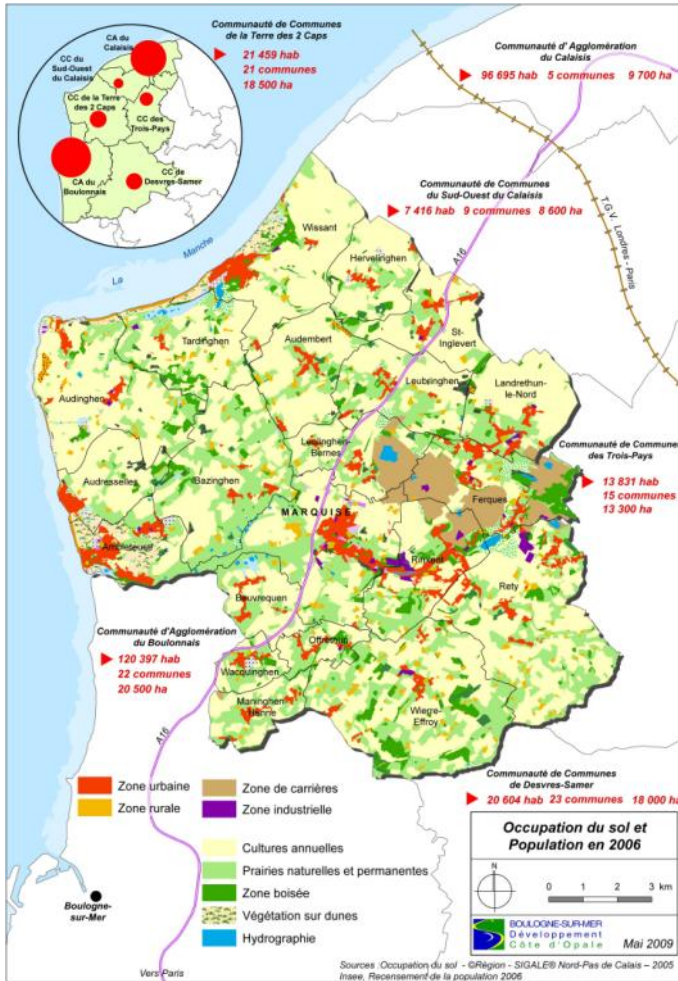 Communauté de Communes
de la Terre des 2 Caps
21 459 hab
21 communes
18 500 ha
CA du
Calaisis
CC du
Sud-Ouest
du Calaisis
CC de la Terre
des 2 Caps
CC des
Trois-Pays
CA du
Boulonnais
CC de
Desvres-Samer
Communauté d'Agglomération
du Calaisis
96 695 hab 5 communes 9 700 ha
Communauté de Communes
du Sud-Ouest du Calaisis
7 416 hab 9 communes 8 600 ha
T.G.V. Londres - Paris
A16
La Manche
Wissant
Hervelinghen
Tardinghen
Audembert
St-
Inglevert
Audinghen
Leubringhen
Landrethun-
le-Nord
Leulinghen-
Bernes
Communauté de Communes
des Trois-Pays
13 831 hab
15 communes
13 300 ha
Audresselles
Bazinghen
Ferques
MARQUISE
Ambleteuse
Rinxent
Rety
Beuvrequen
Communauté d'Agglomération
du Boulonnais
120 397 hab
22 communes
20 500 ha
Offrethun
Wacquinghen
Maninghen-
Henne
Wierre-
Effroy
A16
Zone urbaine
Zone rurale
Zone de carrières
Zone industrielle
Cultures annuelles
Prairies naturelles et permanentes
Zone boisée
Végétation sur dunes
Hydrographie
Communauté de Communes
de Desvres-Samer
20 604 hab 23 communes 18 000 ha
Occupation du sol et
Population en 2006
N
0 1 2 3 km
Boulogne-
sur-Mer
BOULOGNE-SUR-MER
Développement
Côte d'Opale
Mai 2009
Vers Paris
Sources :Occupation du sol - ©Région - SIGALE® Nord-Pas de Calais – 2005
Insee, Recensement de la population 2006